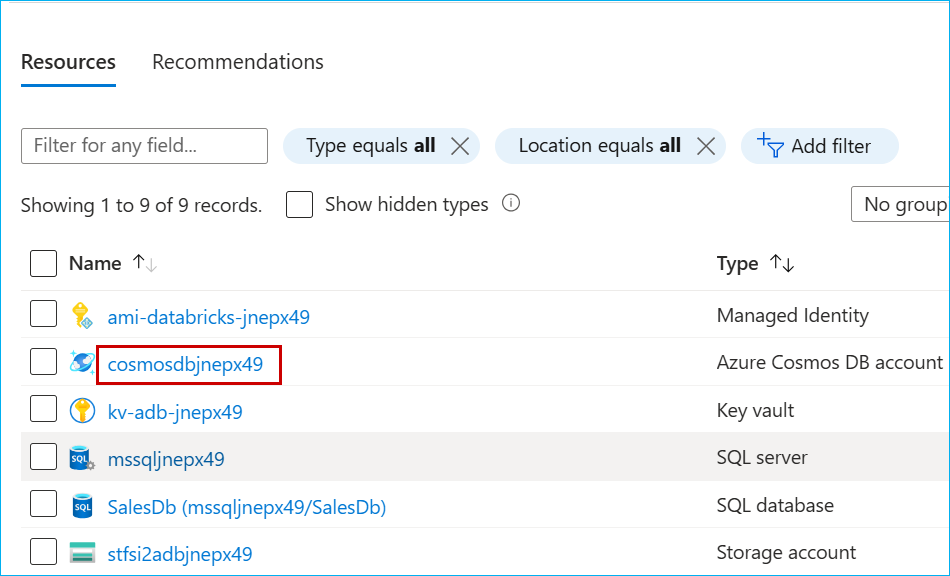 Resources Recommendations
Filter for any field... Type equals all Location equals all Add filter
Showing 1 to 9 of 9 records. Show hidden types No group
Name Type
ami-databricks-jnepx49 Managed Identity
cosmosdbjnepx49 Azure Cosmos DB account
kv-adb-jnepx49 Key vault
SQL mssqljnepx49 SQL server
SQL SalesDb (mssqljnepx49/SalesDb) SQL database
stfsi2adbjnepx49 Storage account